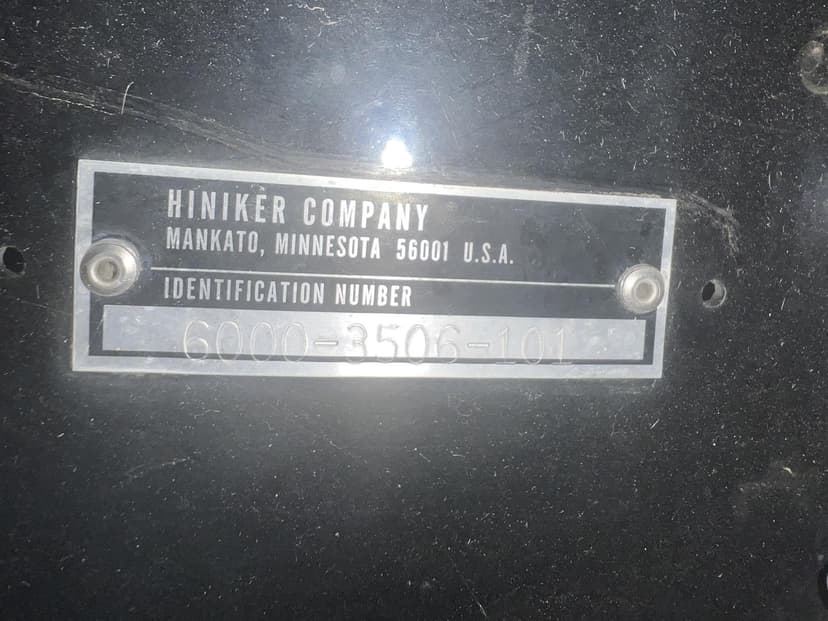 HINIKER COMPANY
MANKATO, MINNESOTA 56001 U.S.A.
IDENTIFICATION NUMBER
6000-3506-101